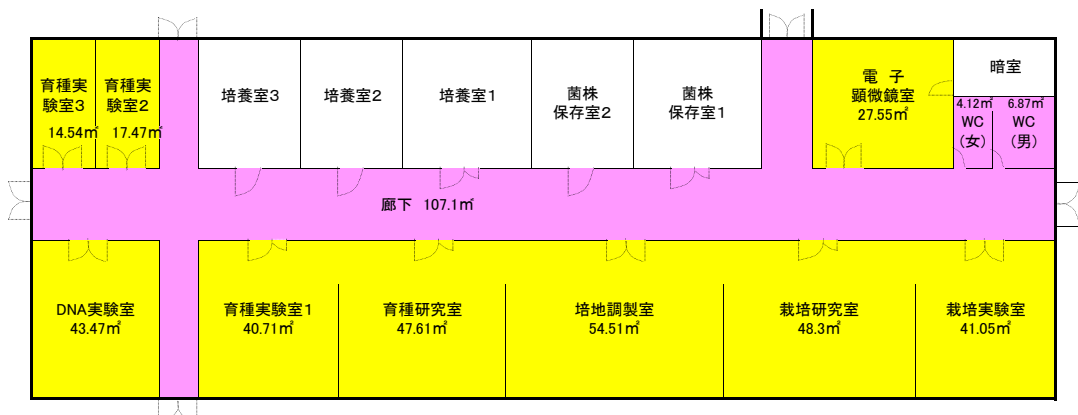 育種実
験室3
14.54㎡
育種実
験室2
17.47㎡
培養室3
培養室2
培養室1
菌株
保存室2
菌株
保存室1
電 子
顕微鏡室
27.55㎡
暗室
4.12㎡
WC
(女)
6.87㎡
WC
(男)
廊下 107.1㎡
DNA実験室
43.47㎡
育種実験室1
40.71㎡
育種研究室
47.61㎡
培地調製室
54.51㎡
栽培研究室
48.3㎡
栽培実験室
41.05㎡